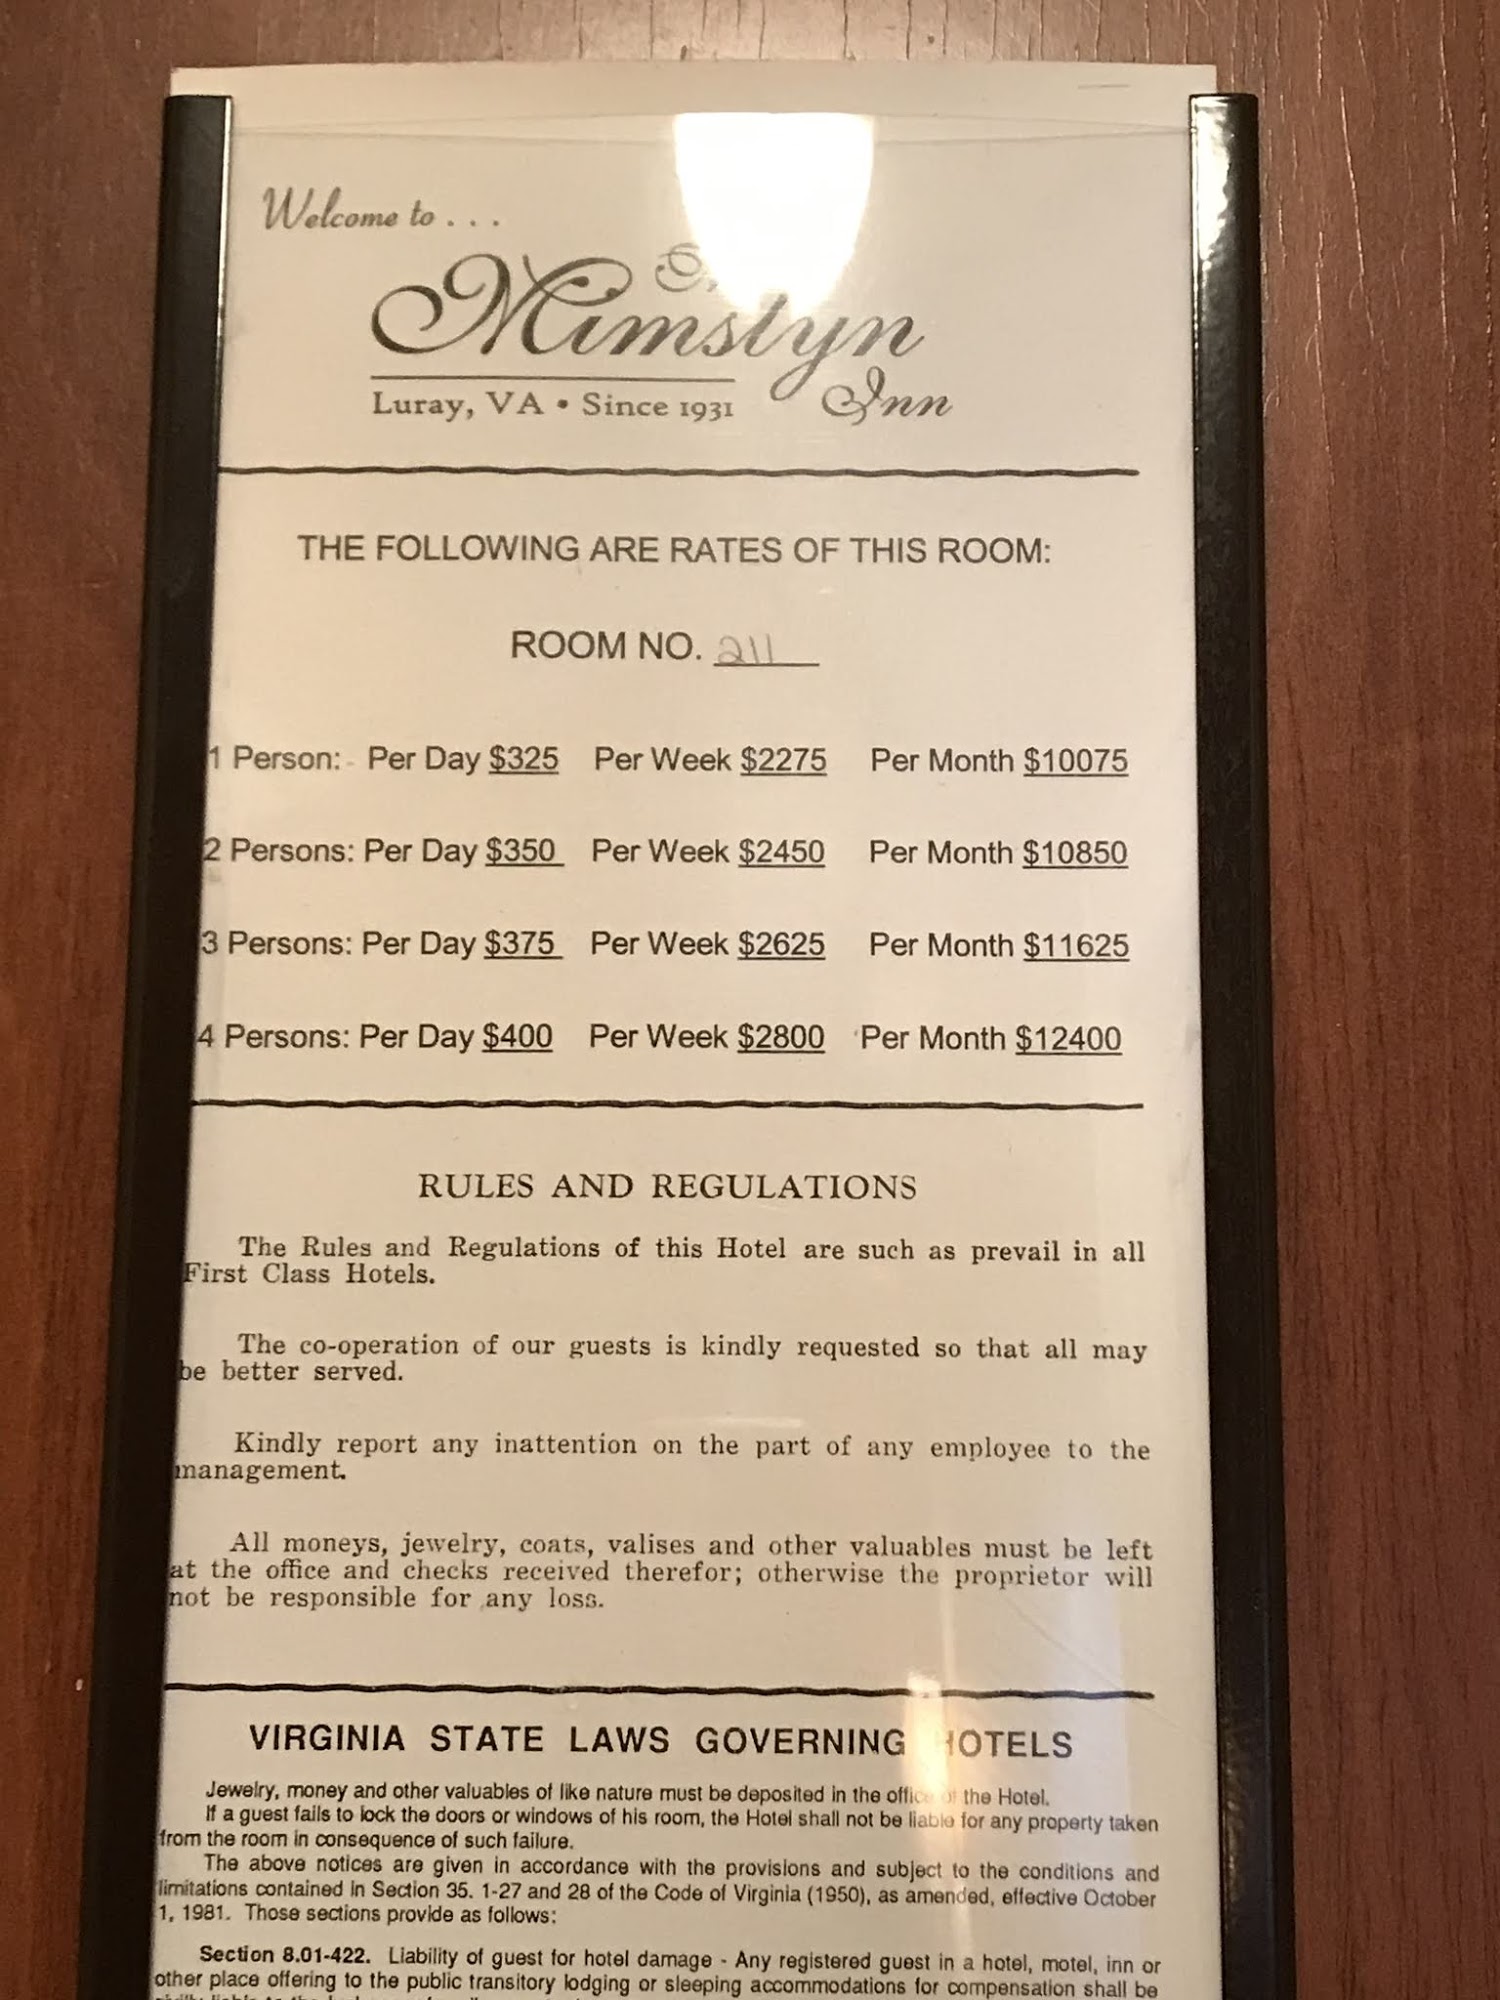 Welcome to . . .
Mimslyn
Inn
Luray, VA • Since 1931
THE FOLLOWING ARE RATES OF THIS ROOM:
ROOM NO. 211
1 Person: Per Day $325 Per Week $2275 Per Month $10075
2 Persons: Per Day $350 Per Week $2450 Per Month $10850
3 Persons: Per Day $375 Per Week $2625 Per Month $11625
4 Persons: Per Day $400 Per Week $2800 Per Month $12400
RULES AND REGULATIONS
The Rules and Regulations of this Hotel are such as prevail in all
First Class Hotels.
The co-operation of our guests is kindly requested so that all may
be better served.
Kindly report any inattention on the part of any employee to the
management.
All moneys, jewelry, coats, valises and other valuables must be left
at the office and checks received therefor; otherwise the proprietor will
not be responsible for any loss.
VIRGINIA STATE LAWS GOVERNING HOTELS
Jewelry, money and other valuables of like nature must be deposited in the office of the Hotel.
If a guest fails to lock the doors or windows of his room, the Hotel shall not be liable for any property taken
from the room in consequence of such failure.
The above notices are given in accordance with the provisions and subject to the conditions and
limitations contained in Section 35. 1-27 and 28 of the Code of Virginia (1950), as amended, effective October
1, 1981. Those sections provide as follows:
Section 8.01-422. Liability of guest for hotel damage - Any registered guest in a hotel, motel, inn or
other place offering to the public transitory lodging or sleeping accommodations for compensation shall be